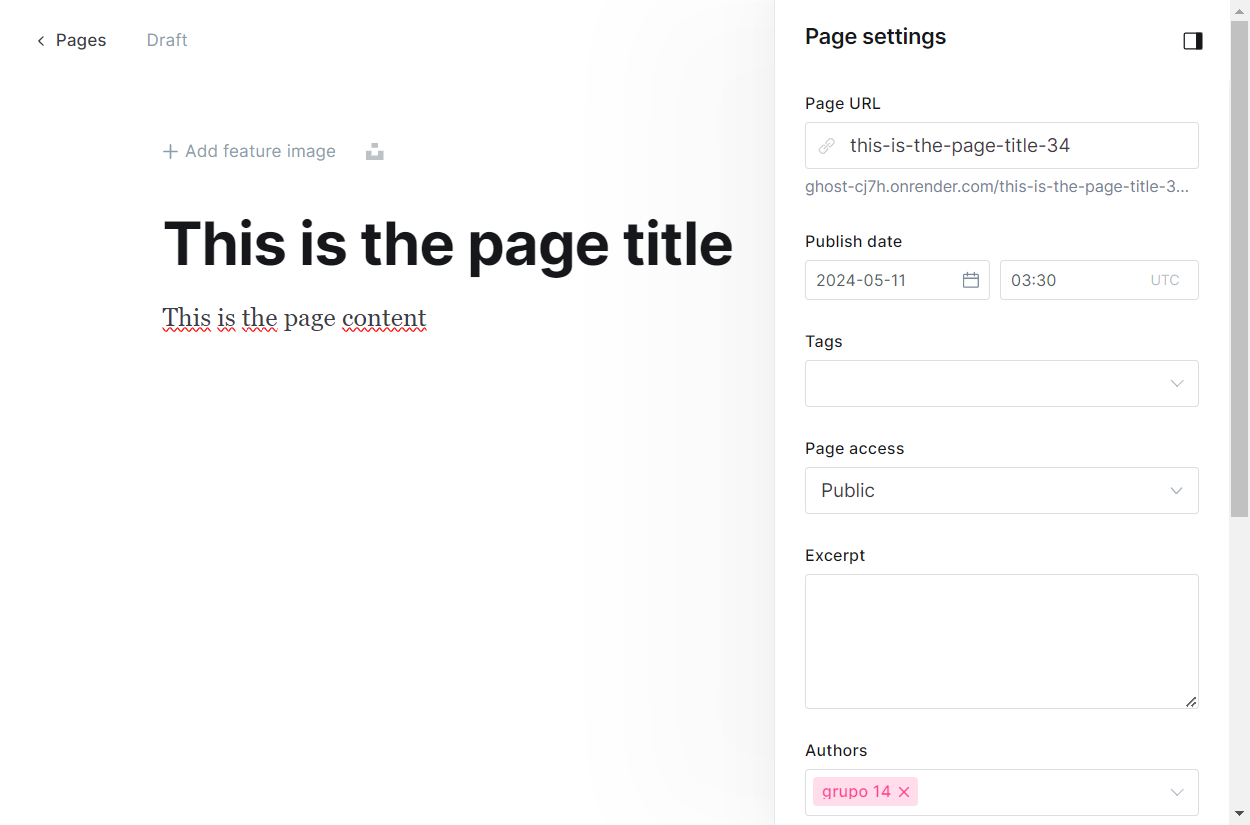 Pages Draft
Add feature image
This is the page title
This is the page content
Page settings
Page URL
this-is-the-page-title-34
ghost-cj7h.onrender.com/this-is-the-page-title-3...
Publish date
2024-05-11 03:30 UTC
Tags
Page access
Public
Excerpt
Authors
grupo 14